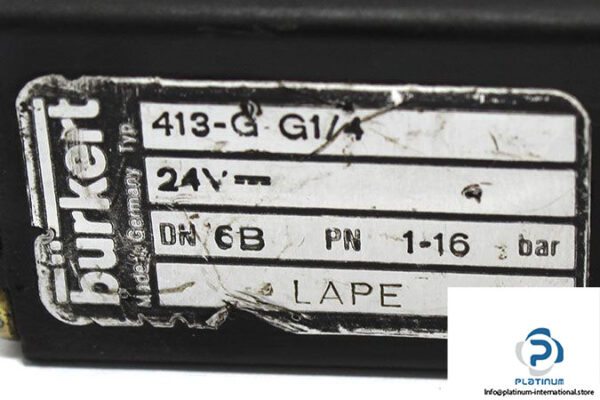 bürkert
Made in Germany Typ
413-G G1/4
24V⎓
DN 6B PN 1-16 bar
LAPE
PLATINUM
Info@platinum-international.store